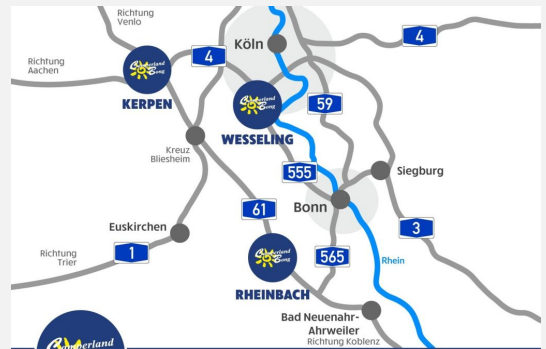 Richtung
Venlo
Köln
4
4
Richtung
Aachen
KERPEN
59
WESSELING
Kreuz
Bliesheim
555
Siegburg
Bonn
61
Euskirchen
3
1
Richtung
Trier
565
Rhein
RHEINBACH
Bad Neuenahr-
Ahrweiler
Richtung Koblenz